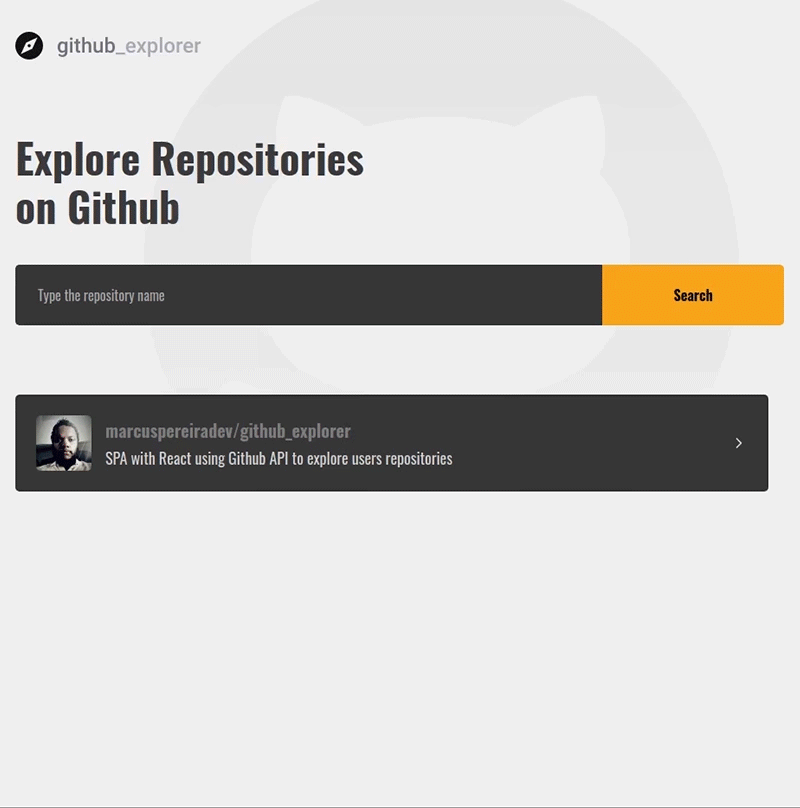 github_explorer
Explore Repositories
on Github
Type the repository name
Search
marcuspereiradev/github_explorer
SPA with React using Github API to explore users repositories